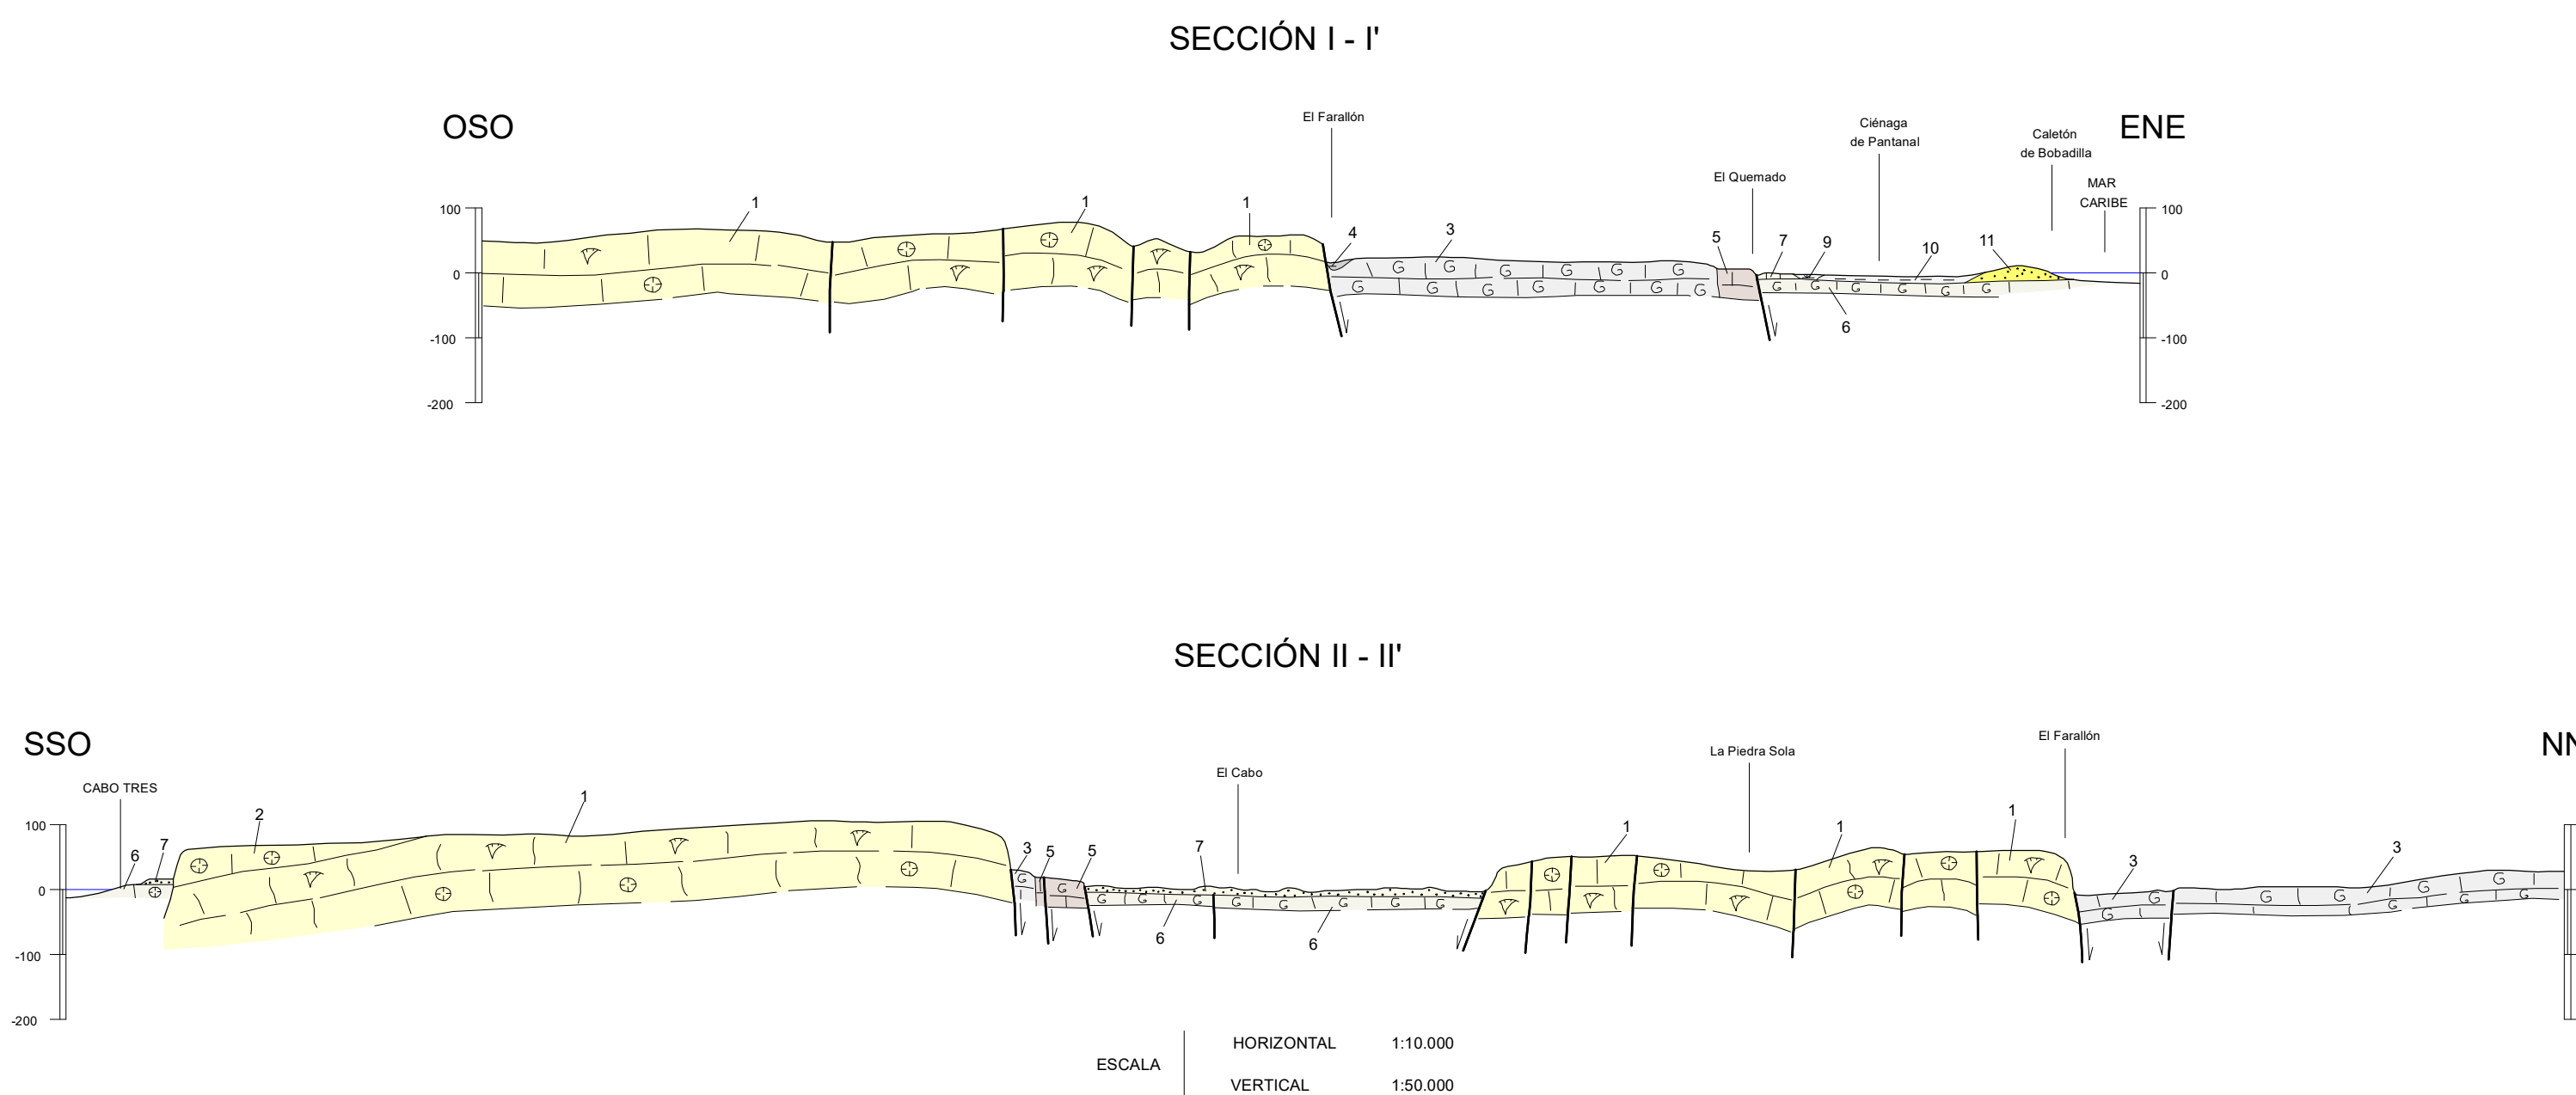 SECCIÓN I - I'
OSO
El Farallón
Ciénaga
de Pantanal
Caletón
de Bobadilla
ENE
El Quemado
MAR
CARIBE
100
0
-100
-200
1
1
1
4
3
5
7
9
10
11
6
100
0
-100
-200
SECCIÓN II - II'
SSO
CABO TRES
El Cabo
La Piedra Sola
El Farallón
NN
100
0
-100
-200
6
7
2
1
3
5
5
7
6
6
1
1
1
3
3
ESCALA
HORIZONTAL 1:10.000
VERTICAL 1:50.000